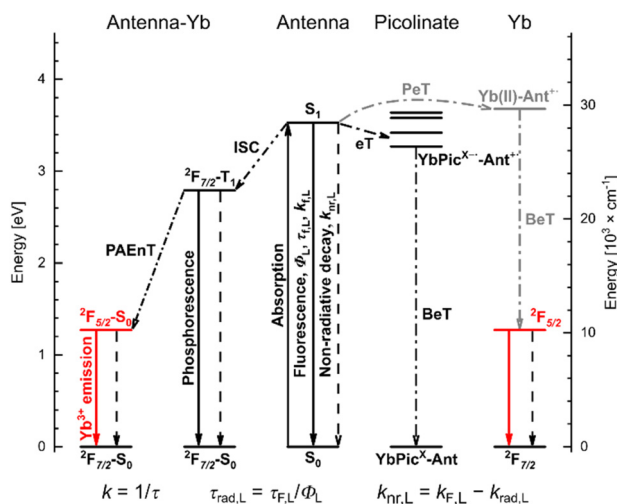 Antenna-Yb Antenna Picolinate Yb
Energy [eV]
4
3
2
1
0
Energy [10³ × cm⁻¹]
30
20
10
0
S₁
PeT
Yb(II)-Ant⁺·
ISC
eT
YbPicˣ⁻·-Ant⁺·
²F₇/₂-T₁
PAEnT
Phosphorescence
Absorption
Fluorescence, Φ_L, τ_f,L, k_f,L
Non-radiative decay, k_nr,L
BeT
BeT
²F₅/₂-S₀
²F₅/₂
Yb³⁺ emission
²F₇/₂-S₀ ²F₇/₂-S₀ S₀ YbPicˣ-Ant ²F₇/₂
k = 1/τ τ_rad,L = τ_F,L/Φ_L k_nr,L = k_F,L − k_rad,L